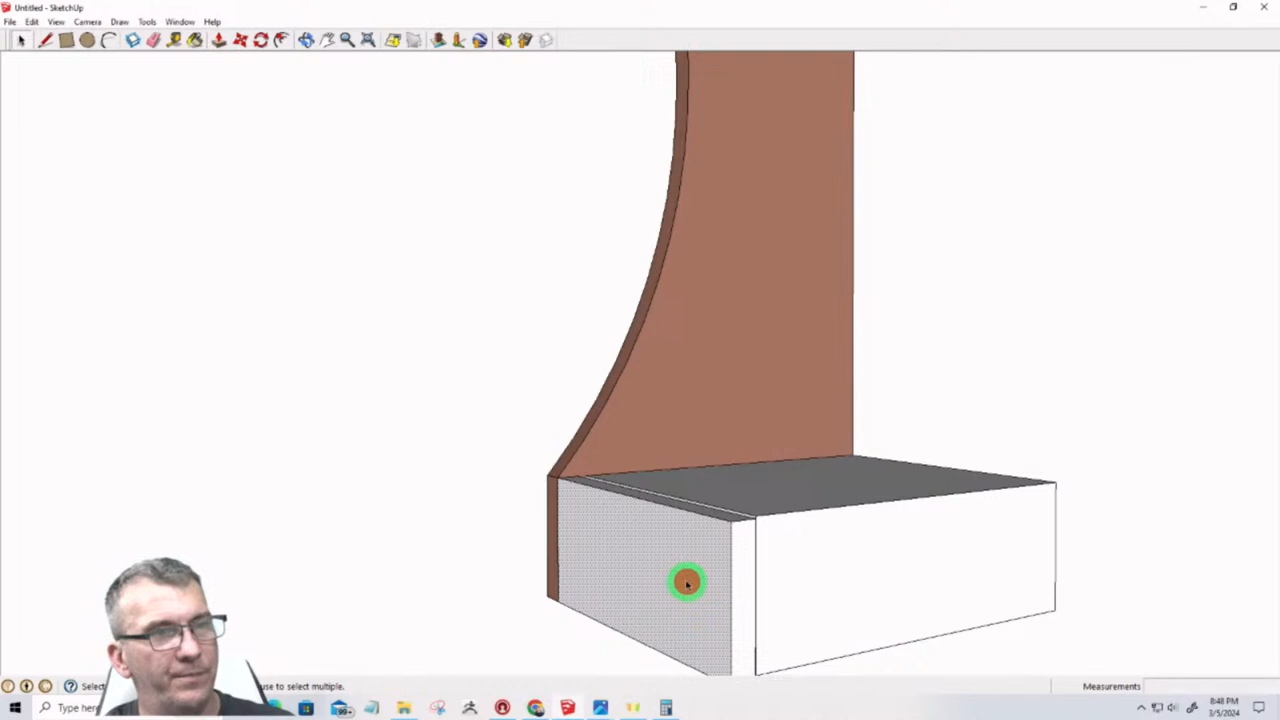 Untitled - SketchUp
File Edit View Camera Draw Tools Window Help
Select
use to select multiple.
Measurements
Type here
99+
8:48 PM
3/5/2024